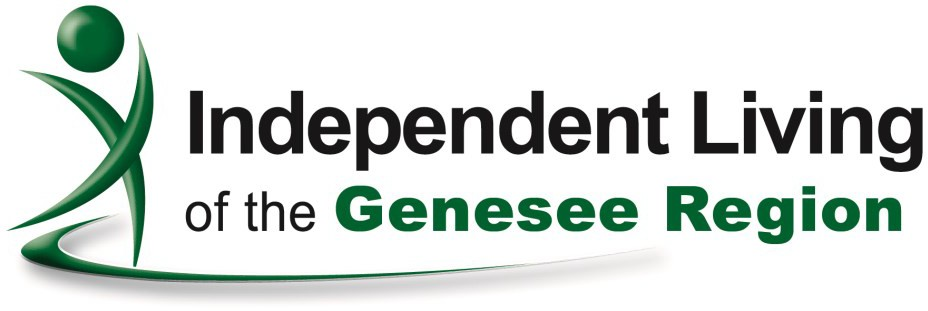 Independent Living
of the Genesee Region